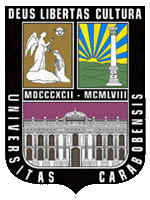 DEUS LIBERTAS CULTURA
MDCCCXCII - MCMLVIII
UNIVERSITAS CARABOBENSIS